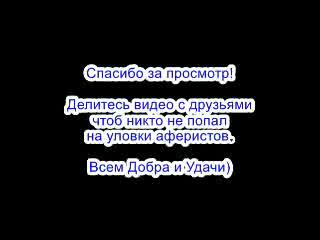 Спасибо за просмотр!
Делитесь видео с друзьями
чтоб никто не попал
на уловки аферистов.
Всем Добра и Удачи)